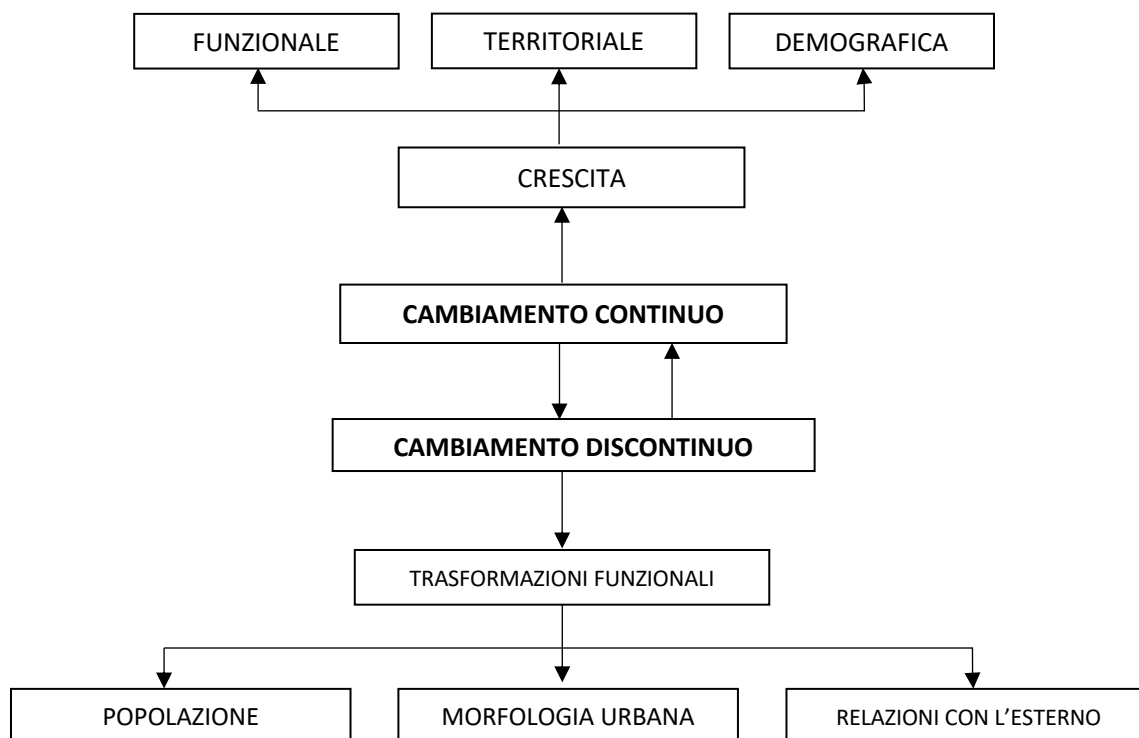 FUNZIONALE
TERRITORIALE
DEMOGRAFICA
CRESCITA
CAMBIAMENTO CONTINUO
CAMBIAMENTO DISCONTINUO
TRASFORMAZIONI FUNZIONALI
POPOLAZIONE
MORFOLOGIA URBANA
RELAZIONI CON L’ESTERNO